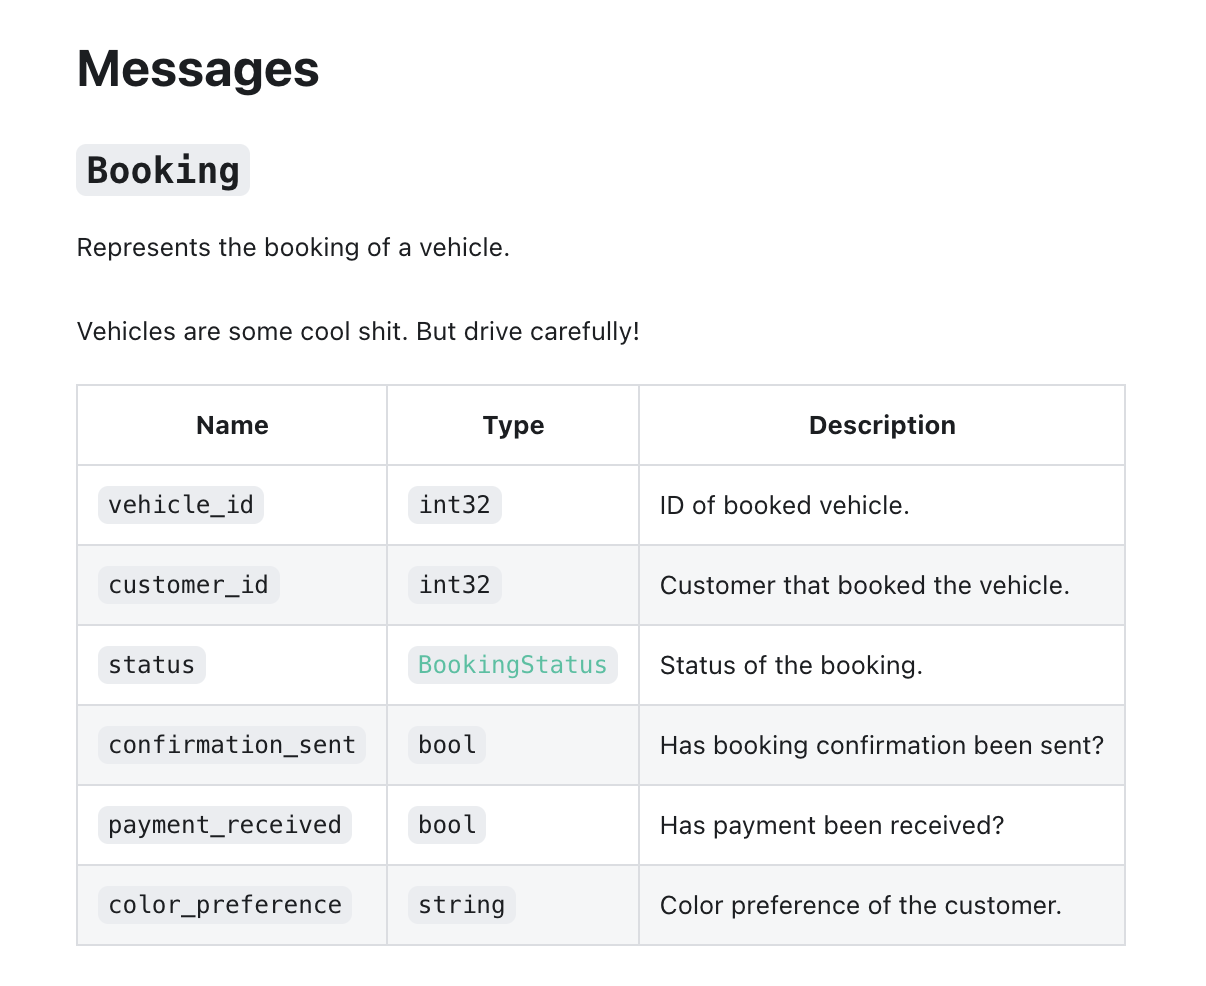 Messages
Booking
Represents the booking of a vehicle.
Vehicles are some cool shit. But drive carefully!
Name Type Description
vehicle_id int32 ID of booked vehicle.
customer_id int32 Customer that booked the vehicle.
status BookingStatus Status of the booking.
confirmation_sent bool Has booking confirmation been sent?
payment_received bool Has payment been received?
color_preference string Color preference of the customer.